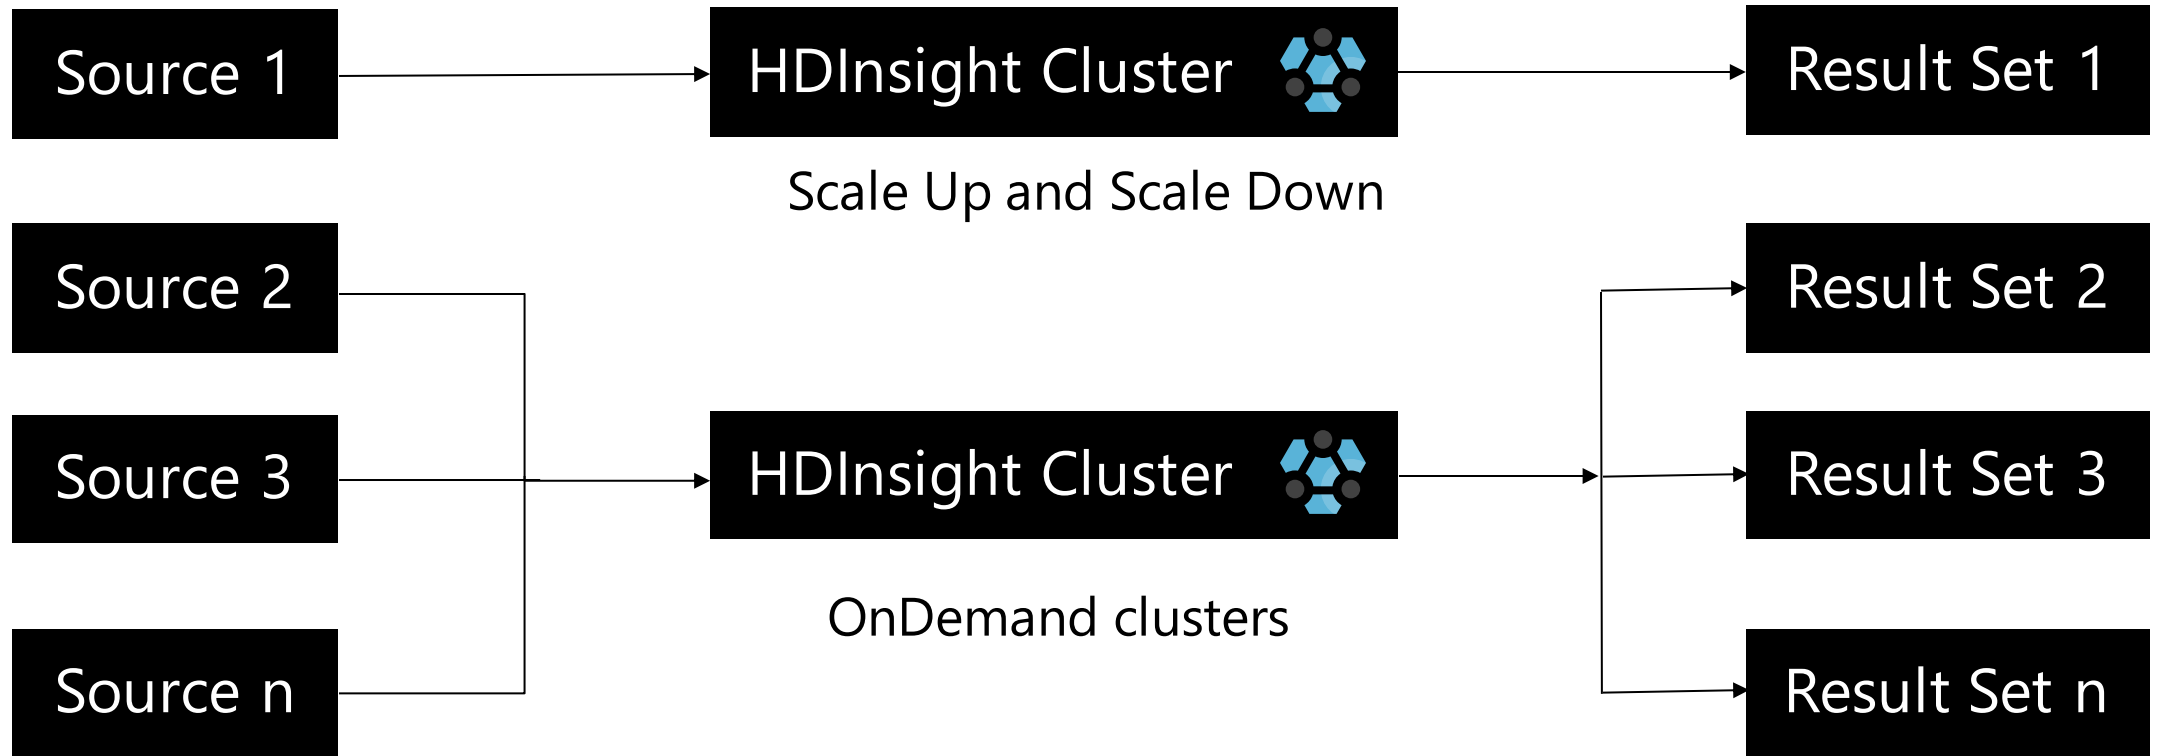 Source 1
HDInsight Cluster
Result Set 1
Scale Up and Scale Down
Source 2
Result Set 2
Source 3
HDInsight Cluster
Result Set 3
OnDemand clusters
Source n
Result Set n